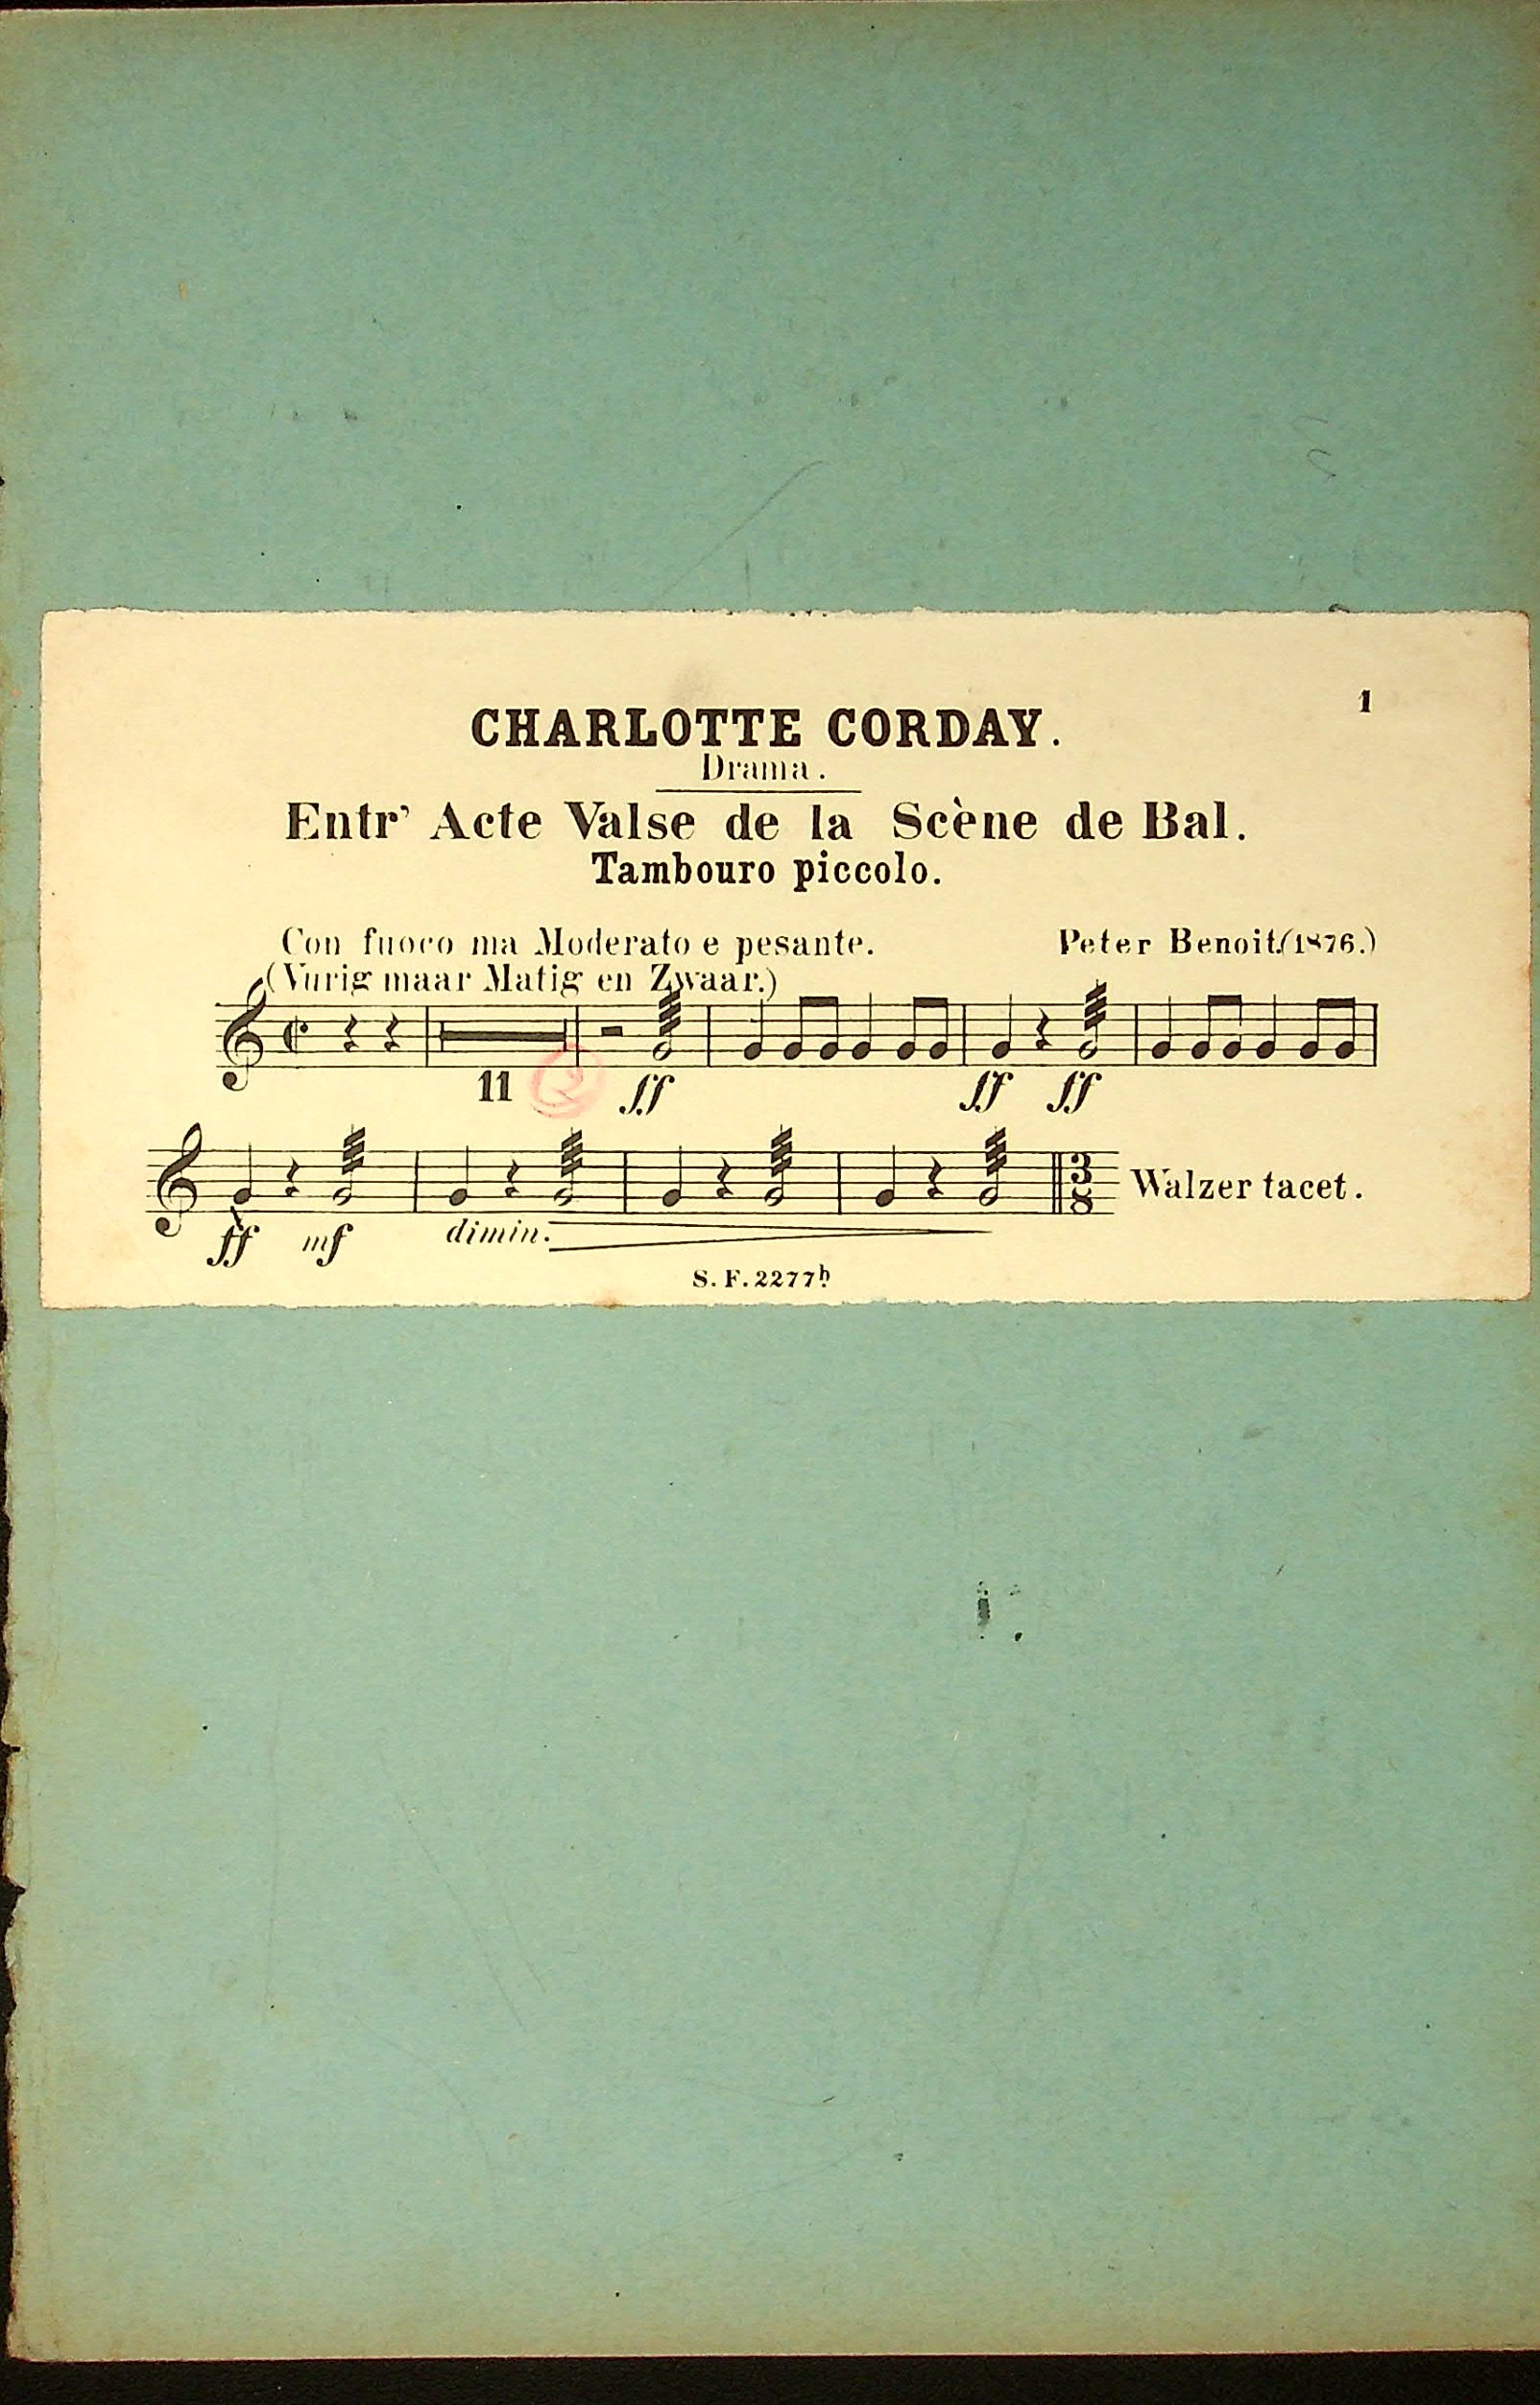 1
CHARLOTTE CORDAY.
Drama.
Entr' Acte Valse de la Scène de Bal.
Tambouro piccolo.
Con fuoco ma Moderato e pesante.
Peter Benoit.(1876.)
(Vurig maar Matig en Zwaar.)
11 2 ff ff ff
3
8
Walzer tacet.
ff mf dimin.
S. F. 2277h.